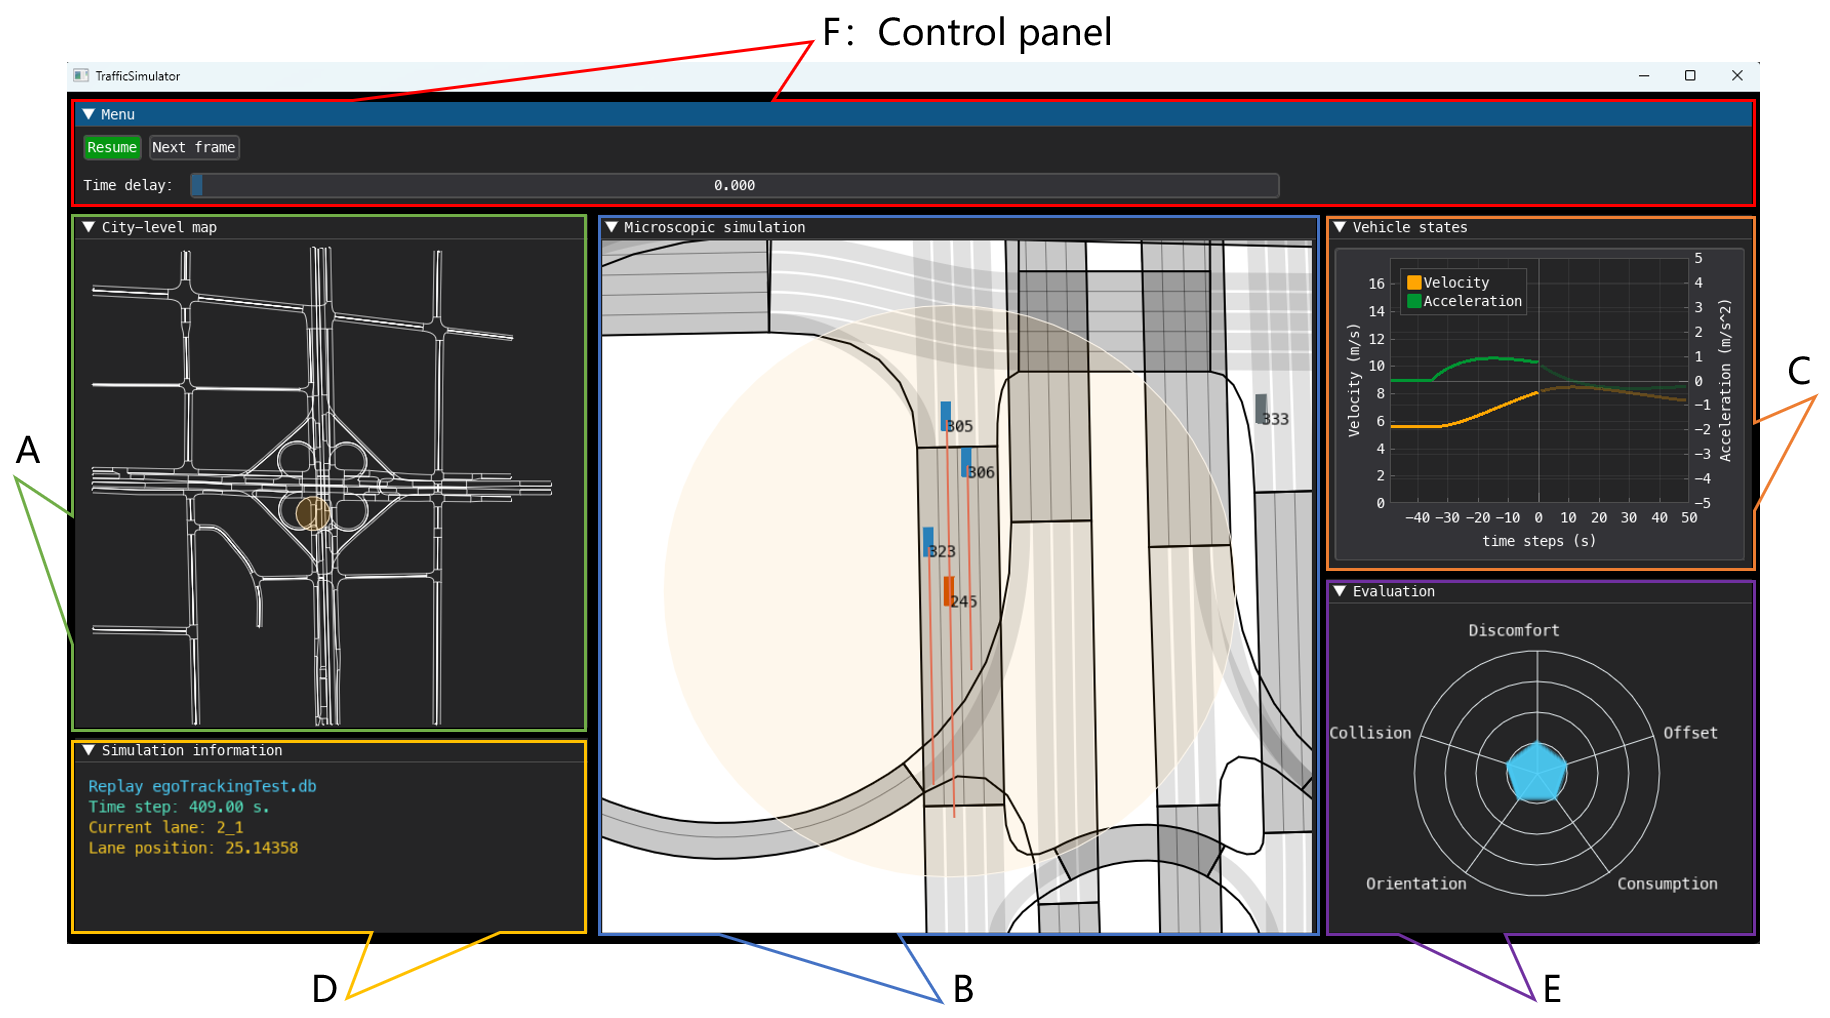 F: Control panel
TrafficSimulator
Menu
Resume Next frame
Time delay: 0.000
A
City-level map
Simulation information
Replay egoTrackingTest.db
Time step: 409.00 s.
Current lane: 2_1
Lane position: 25.14358
D
Microscopic simulation
305
306
323
245
333
B
Vehicle states
Velocity
Acceleration
Velocity (m/s)
16
14
12
10
8
6
4
2
0
5
4
3
2
1
0
−1
−2
−3
−4
−5
Acceleration (m/s^2)
−40 −30 −20 −10 0 10 20 30 40 50
time steps (s)
C
Evaluation
Discomfort
Collision
Offset
Orientation
Consumption
E